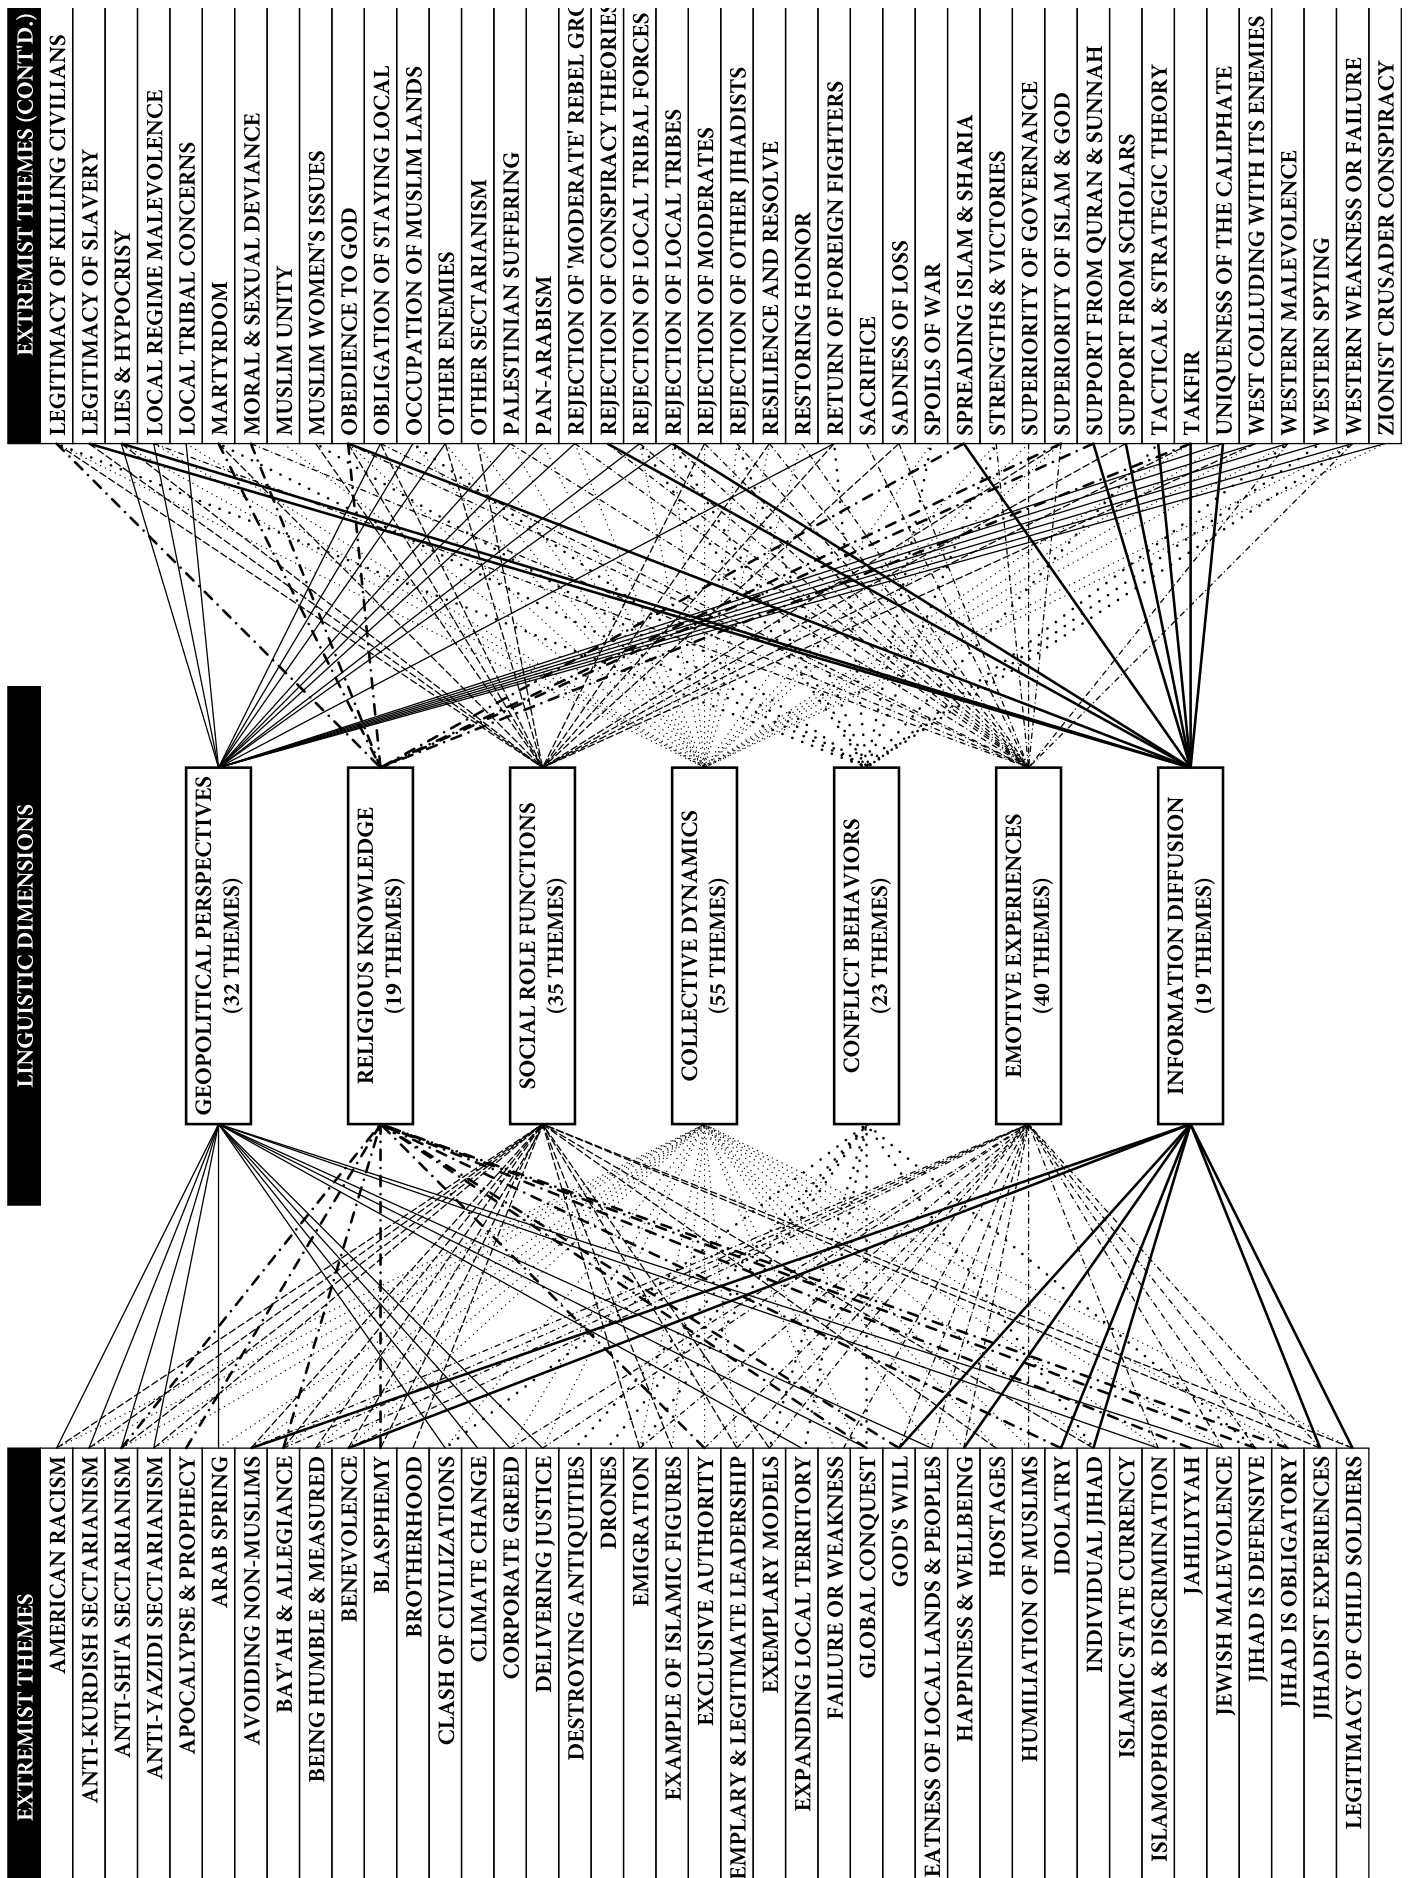 EXTREMIST THEMES
AMERICAN RACISM
ANTI-KURDISH SECTARIANISM
ANTI-SHI'A SECTARIANISM
ANTI-YAZIDI SECTARIANISM
APOCALYPSE & PROPHECY
ARAB SPRING
AVOIDING NON-MUSLIMS
BAY'AH & ALLEGIANCE
BEING HUMBLE & MEASURED
BENEVOLENCE
BLASPHEMY
BROTHERHOOD
CLASH OF CIVILIZATIONS
CLIMATE CHANGE
CORPORATE GREED
DELIVERING JUSTICE
DESTROYING ANTIQUITIES
DRONES
EMIGRATION
EXAMPLE OF ISLAMIC FIGURES
EXCLUSIVE AUTHORITY
EMPLARY & LEGITIMATE LEADERSHIP
EXEMPLARY MODELS
EXPANDING LOCAL TERRITORY
FAILURE OR WEAKNESS
GLOBAL CONQUEST
GOD'S WILL
EATNESS OF LOCAL LANDS & PEOPLES
HAPPINESS & WELLBEING
HOSTAGES
HUMILIATION OF MUSLIMS
IDOLATRY
INDIVIDUAL JIHAD
ISLAMIC STATE CURRENCY
ISLAMOPHOBIA & DISCRIMINATION
JAHILIYYAH
JEWISH MALEVOLENCE
JIHAD IS DEFENSIVE
JIHAD IS OBLIGATORY
JIHADIST EXPERIENCES
LEGITIMACY OF CHILD SOLDIERS
LINGUISTIC DIMENSIONS
GEOPOLITICAL PERSPECTIVES
(32 THEMES)
RELIGIOUS KNOWLEDGE
(19 THEMES)
SOCIAL ROLE FUNCTIONS
(35 THEMES)
COLLECTIVE DYNAMICS
(55 THEMES)
CONFLICT BEHAVIORS
(23 THEMES)
EMOTIVE EXPERIENCES
(40 THEMES)
INFORMATION DIFFUSION
(19 THEMES)
EXTREMIST THEMES (CONT'D.)
LEGITIMACY OF KILLING CIVILIANS
LEGITIMACY OF SLAVERY
LIES & HYPOCRISY
LOCAL REGIME MALEVOLENCE
LOCAL TRIBAL CONCERNS
MARTYRDOM
MORAL & SEXUAL DEVIANCE
MUSLIM UNITY
MUSLIM WOMEN'S ISSUES
OBEDIENCE TO GOD
OBLIGATION OF STAYING LOCAL
OCCUPATION OF MUSLIM LANDS
OTHER ENEMIES
OTHER SECTARIANISM
PALESTINIAN SUFFERING
PAN-ARABISM
REJECTION OF 'MODERATE' REBEL GRO
REJECTION OF CONSPIRACY THEORIES
REJECTION OF LOCAL TRIBAL FORCES
REJECTION OF LOCAL TRIBES
REJECTION OF MODERATES
REJECTION OF OTHER JIHADISTS
RESILIENCE AND RESOLVE
RESTORING HONOR
RETURN OF FOREIGN FIGHTERS
SACRIFICE
SADNESS OF LOSS
SPOILS OF WAR
SPREADING ISLAM & SHARIA
STRENGTHS & VICTORIES
SUPERIORITY OF GOVERNANCE
SUPERIORITY OF ISLAM & GOD
SUPPORT FROM QURAN & SUNNAH
SUPPORT FROM SCHOLARS
TACTICAL & STRATEGIC THEORY
TAKFIR
UNIQUENESS OF THE CALIPHATE
WEST COLLUDING WITH ITS ENEMIES
WESTERN MALEVOLENCE
WESTERN SPYING
WESTERN WEAKNESS OR FAILURE
ZIONIST CRUSADER CONSPIRACY